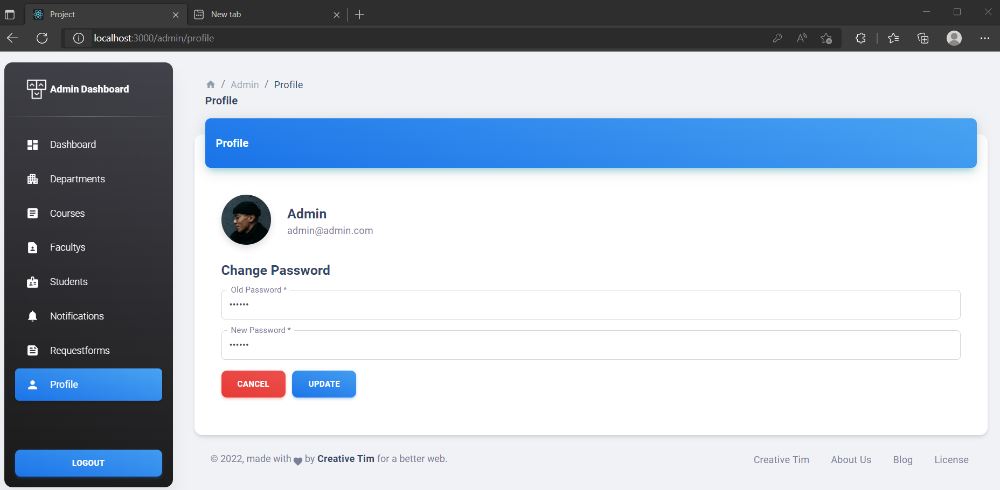 Project
New tab
localhost:3000/admin/profile
Admin Dashboard
Dashboard
Departments
Courses
Facultys
Students
Notifications
Requestforms
Profile
LOGOUT
/ Admin / Profile
Profile
Profile
Admin
admin@admin.com
Change Password
Old Password *
••••••
New Password *
••••••
CANCEL UPDATE
© 2022, made with by Creative Tim for a better web.
Creative Tim About Us Blog License